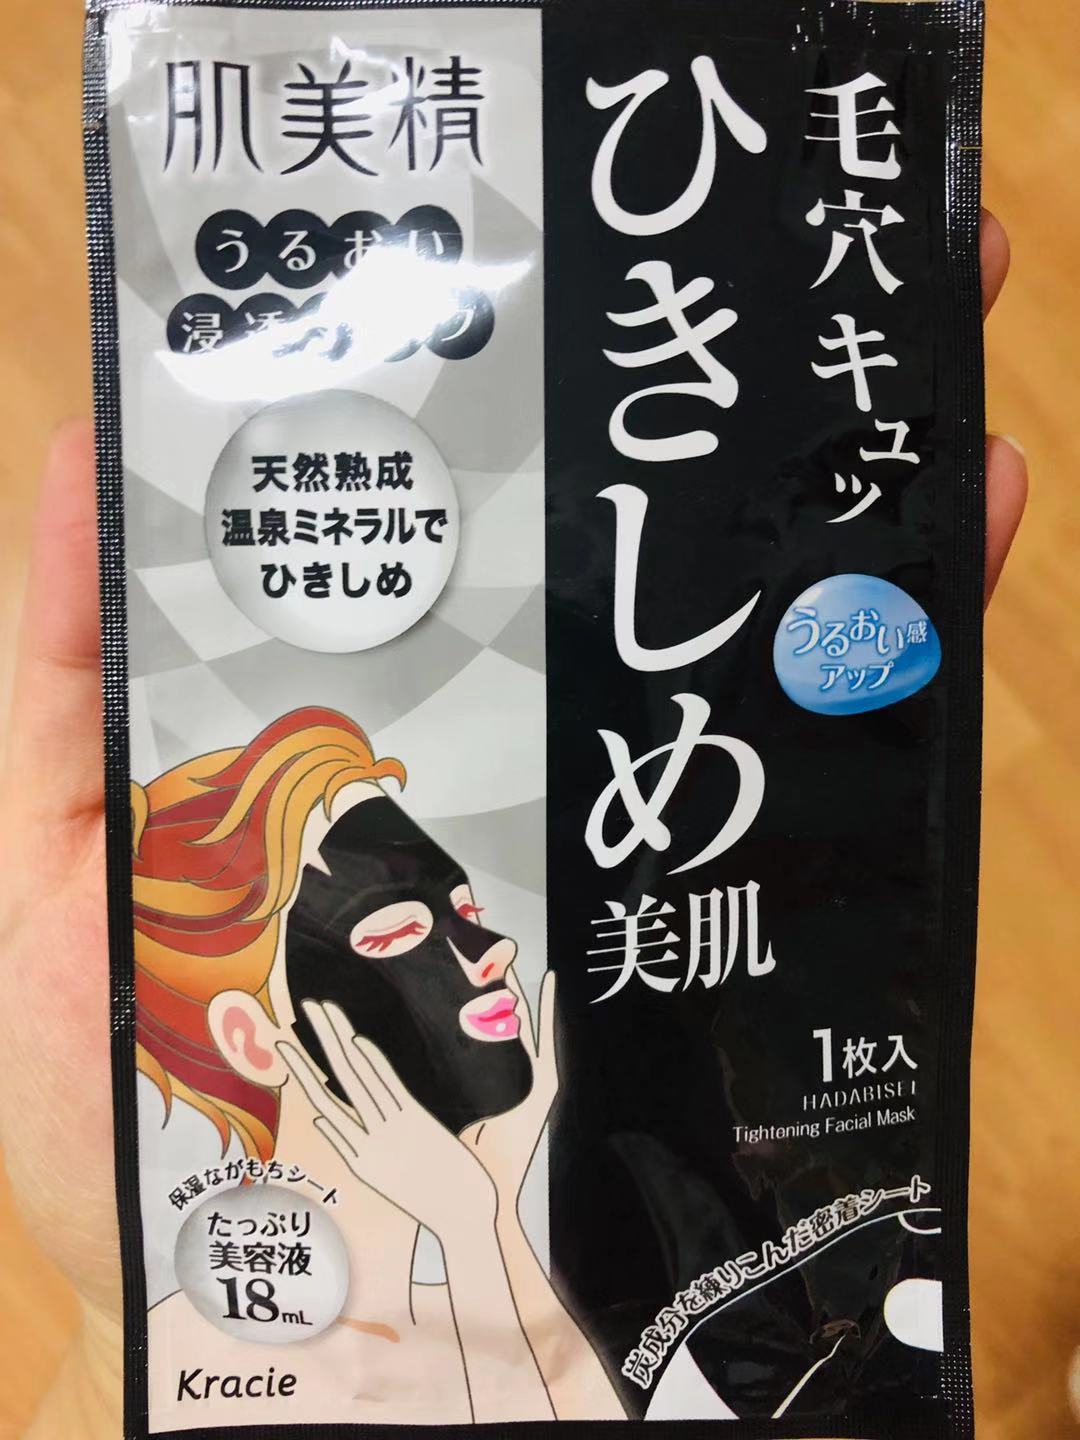 肌美精
うるおい
浸透
天然熟成
温泉ミネラルで
ひきしめ
毛穴キュッ
ひきしめ美肌
うるおい感
アップ
1枚入
HADABISEI
Tightening Facial Mask
炭成分を練りこんだ密着シート
保湿ながもちシート
たっぷり
美容液
18mL
Kracie